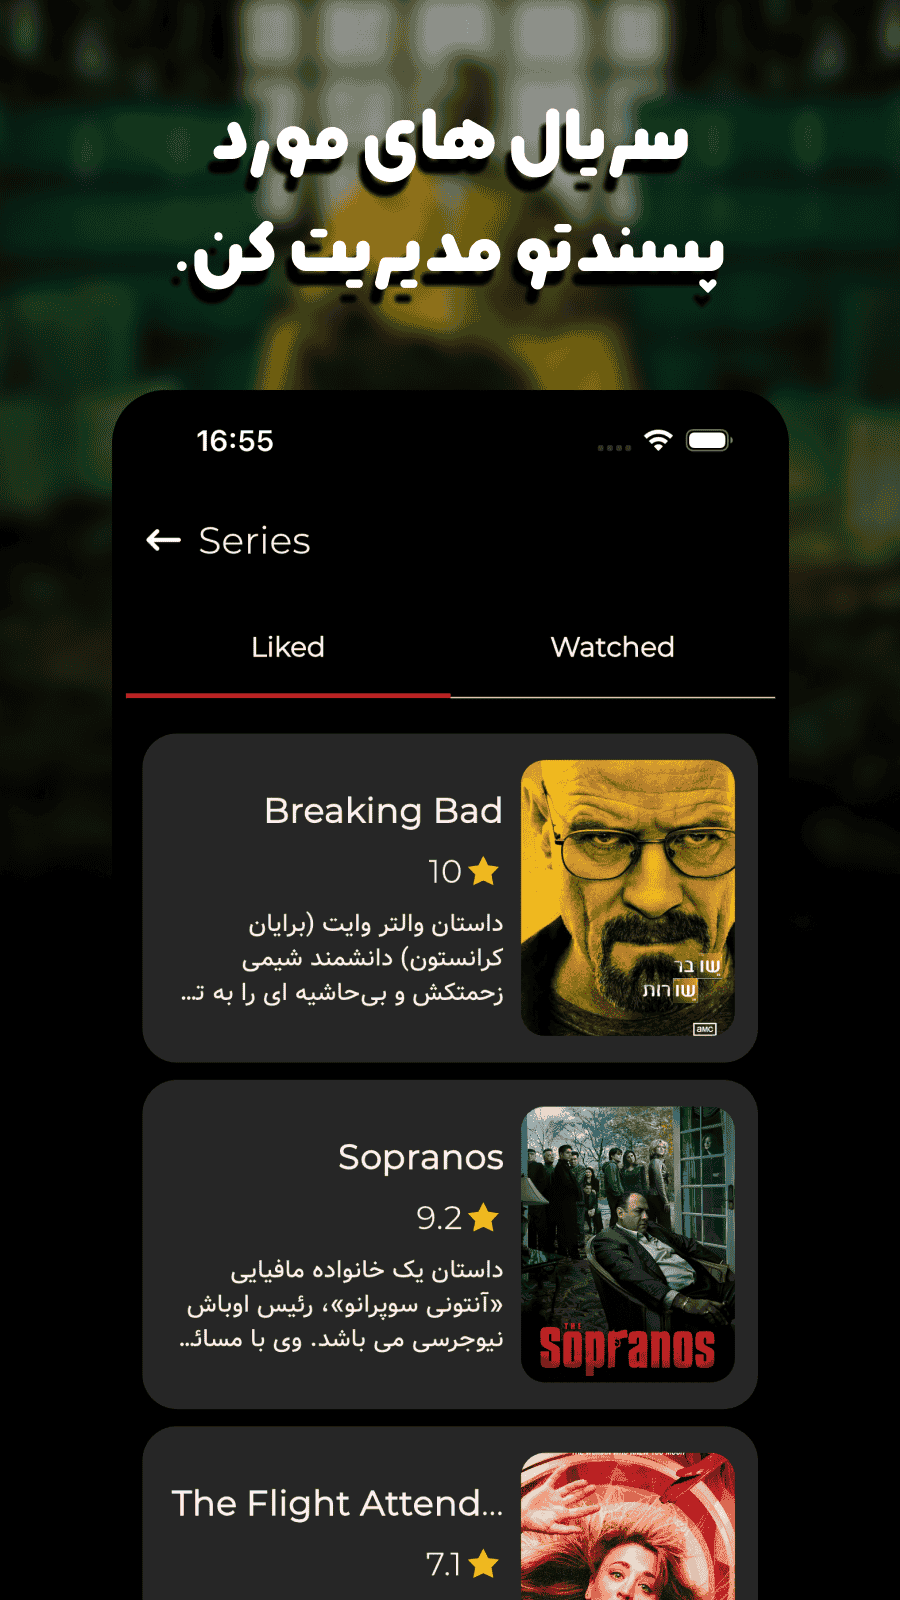 سریال های مورد
پسندتو مدیریت کن.
16:55
Series
Liked
Watched
Breaking Bad
10
داستان والتر وایت (برایان
کرانستون) دانشمند شیمی
زحمتکش و بی‌حاشیه ای را به تـ...
שובר
שורות
aMC
Sopranos
9.2
داستان یک خانواده مافیایی
«آنتونی سوپرانو»، رئیس اوباش
نیوجرسی می باشد. وی با مسائـ...
THE
Sopranos
The Flight Attend...
7.1